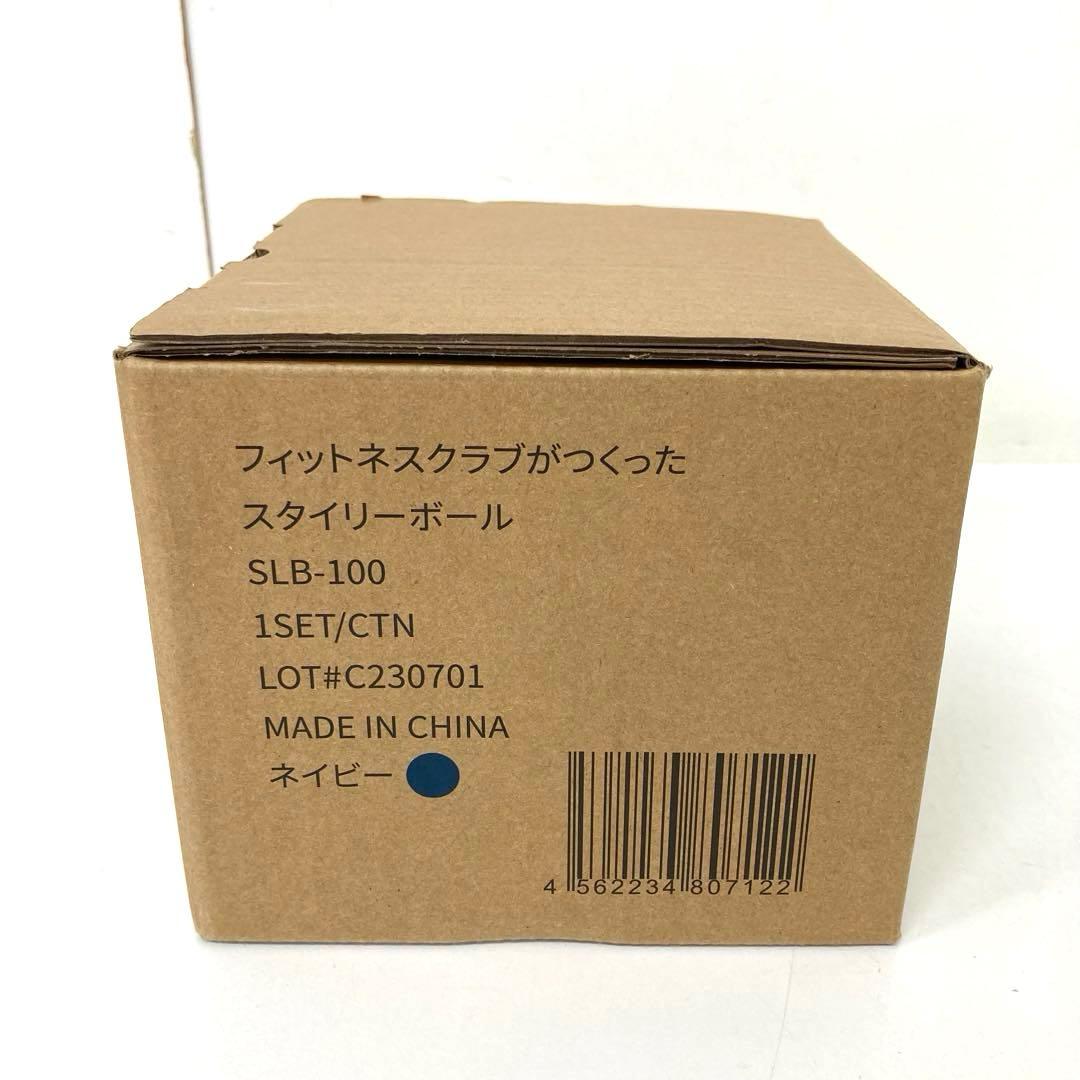 フィットネスクラブがつくった
スタイリーボール
SLB-100
1SET/CTN
LOT#C230701
MADE IN CHINA
ネイビー
4 562234 807122